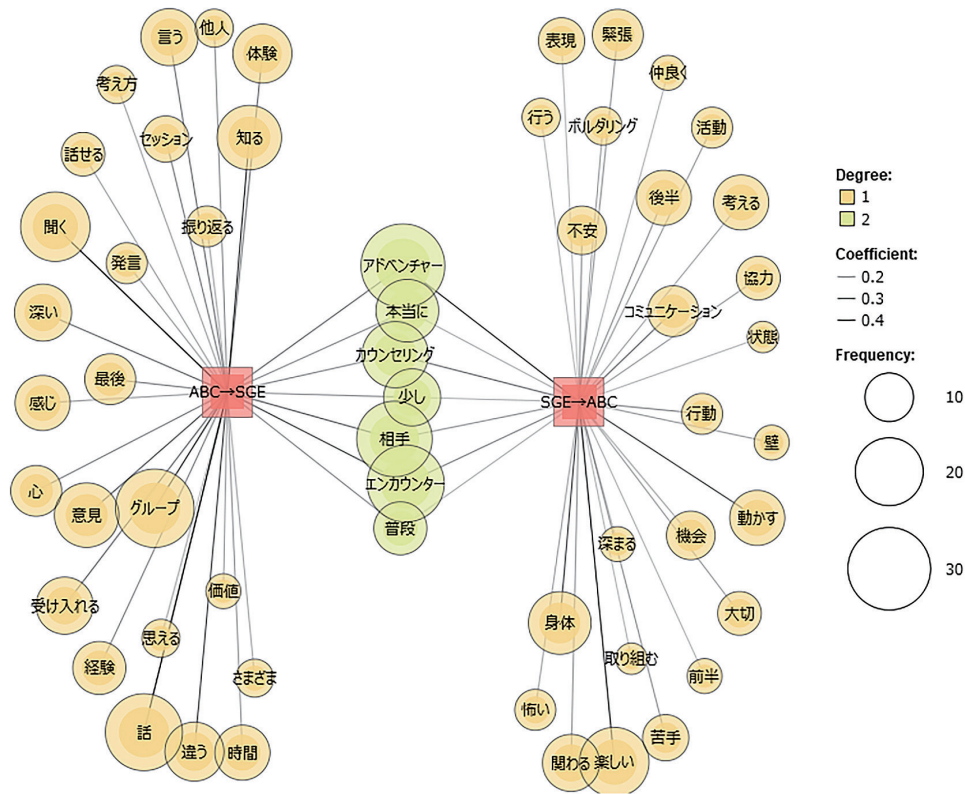 言う
他人
体験
考え方
セッション
知る
話せる
聞く
振り返る
発言
深い
最後
感じ
ABC→SGE
心
意見
グループ
受け入れる
価値
思える
経験
さまざま
話
違う
時間
アドベンチャー
本当に
カウンセリング
少し
相手
エンカウンター
普段
表現
緊張
仲良く
行う
ボルダリング
活動
不安
後半
考える
コミュニケーション
協力
状態
SGE→ABC
行動
壁
動かす
深まる
機会
身体
大切
取り組む
前半
怖い
苦手
関わる
楽しい
Degree:
1
2
Coefficient:
0.2
0.3
0.4
Frequency:
10
20
30